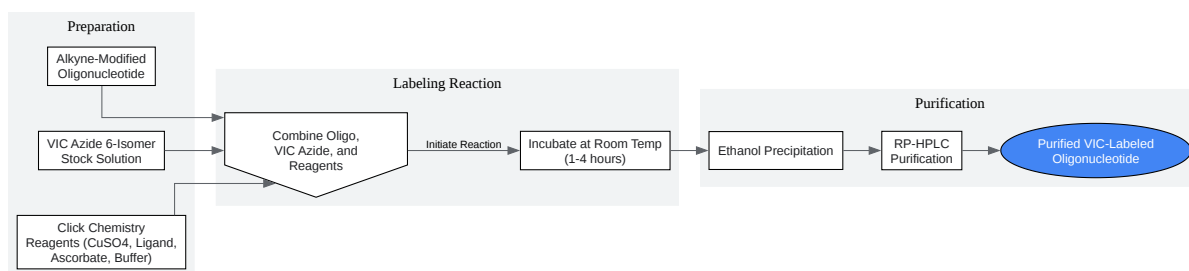 Preparation
Alkyne-Modified
Oligonucleotide
VIC Azide 6-Isomer
Stock Solution
Click Chemistry
Reagents (CuSO4, Ligand,
Ascorbate, Buffer)
Labeling Reaction
Combine Oligo,
VIC Azide, and
Reagents
Initiate Reaction
Incubate at Room Temp
(1-4 hours)
Purification
Ethanol Precipitation
RP-HPLC
Purification
Purified VIC-Labeled
Oligonucleotide